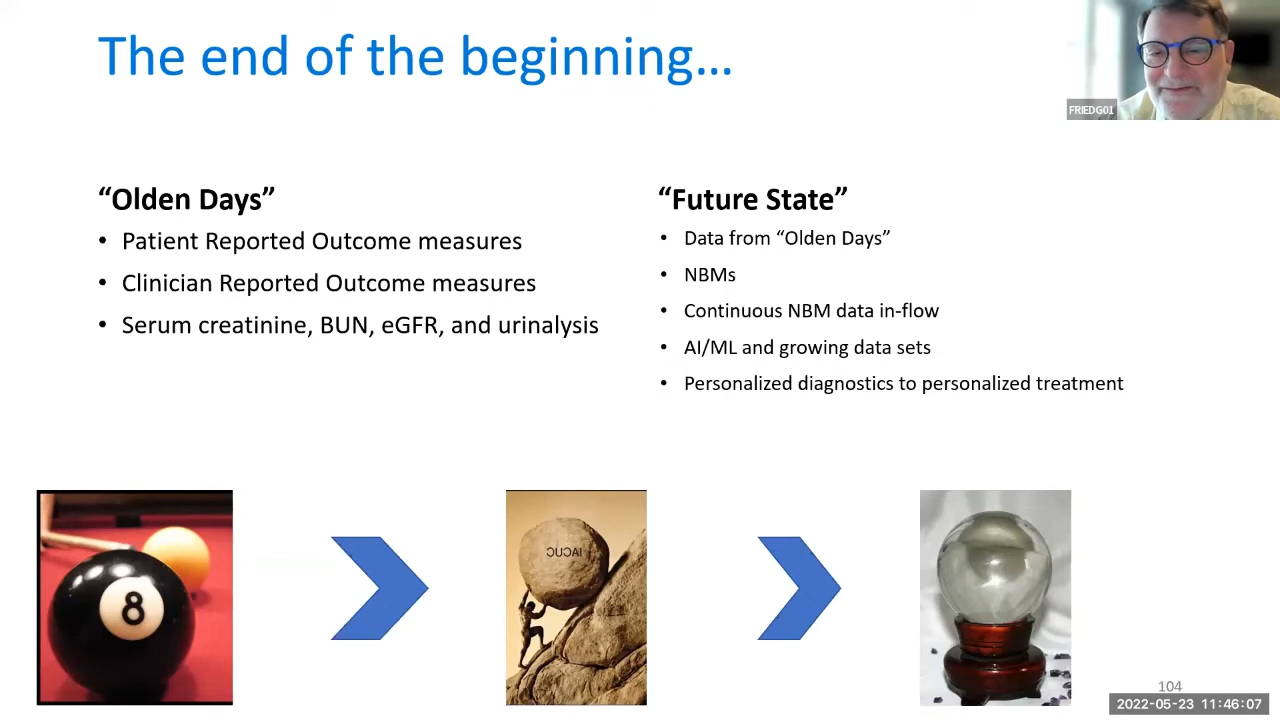 The end of the beginning…
FRIEDG01
“Olden Days”
• Patient Reported Outcome measures
• Clinician Reported Outcome measures
• Serum creatinine, BUN, eGFR, and urinalysis
“Future State”
• Data from “Olden Days”
• NBMs
• Continuous NBM data in-flow
• AI/ML and growing data sets
• Personalized diagnostics to personalized treatment
8
IACUC
104
2022-05-23 11:46:07